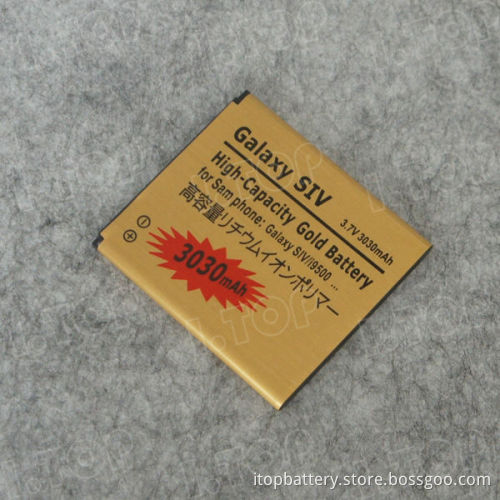 Galaxy SIV
3.7V 3030mAh
High-Capacity Gold Battery
for Sam phone: Galaxy SIV/i9500 ...
高容量リチウムイオンポリマー
3030mAh
itopbattery.store.bossgoo.com